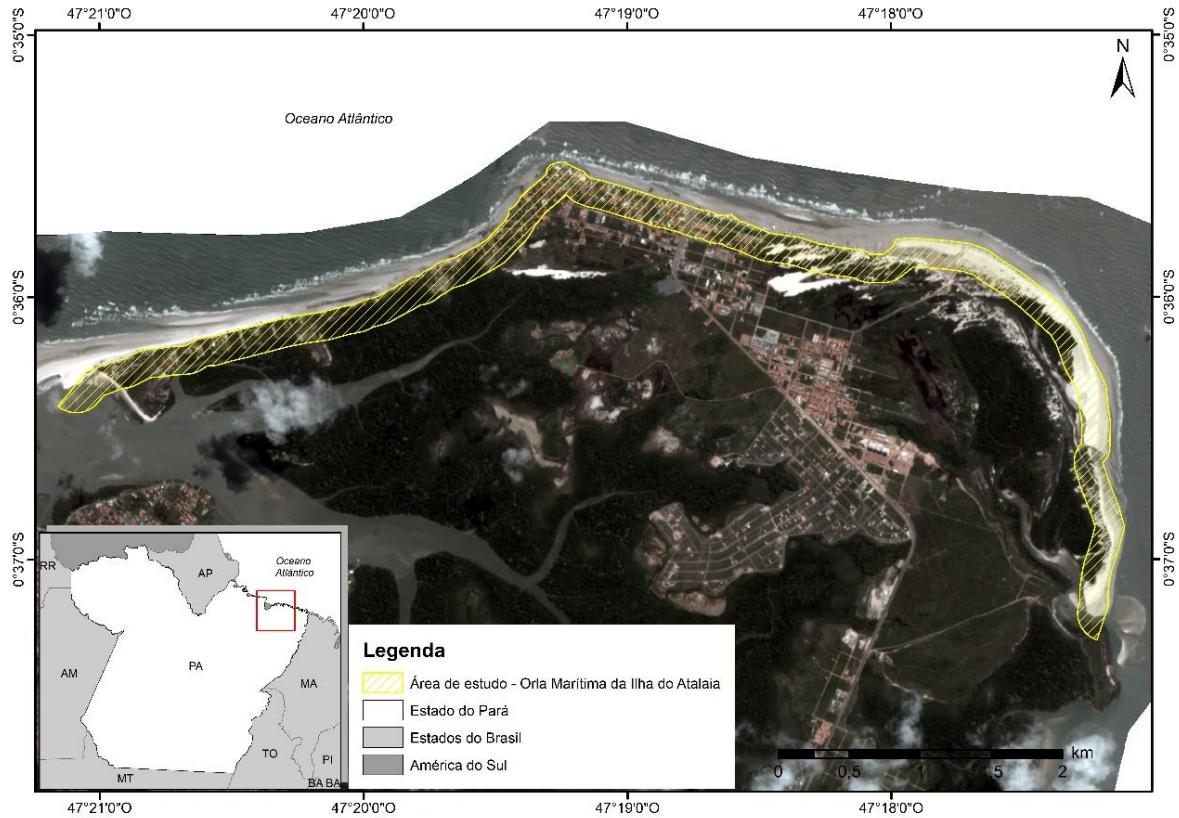 47°21'0"O 47°20'0"O 47°19'0"O 47°18'0"O
0°35'0"S
0°35'0"S
N
Oceano Atlântico
0°36'0"S
0°36'0"S
0°37'0"S
0°37'0"S
RR
AP
Oceano
Atlântico
AM
PA
MA
TO
PI
MT
BA BA
Legenda
Área de estudo - Orla Marítima da Ilha do Atalaia
Estado do Pará
Estados do Brasil
América do Sul
km
0 0,5 1 2
47°21'0"O 47°20'0"O 47°19'0"O 47°18'0"O